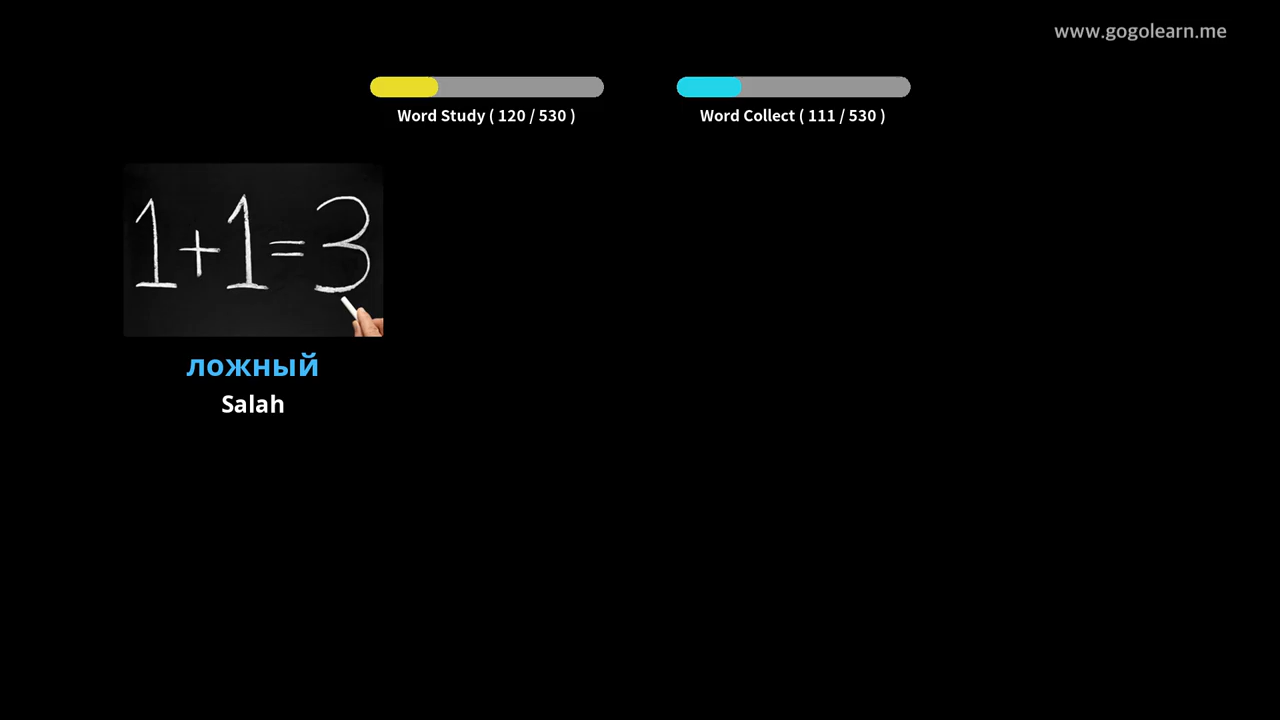 www.gogolearn.me
Word Study ( 120 / 530 )
Word Collect ( 111 / 530 )
1+1=3
ложный
Salah